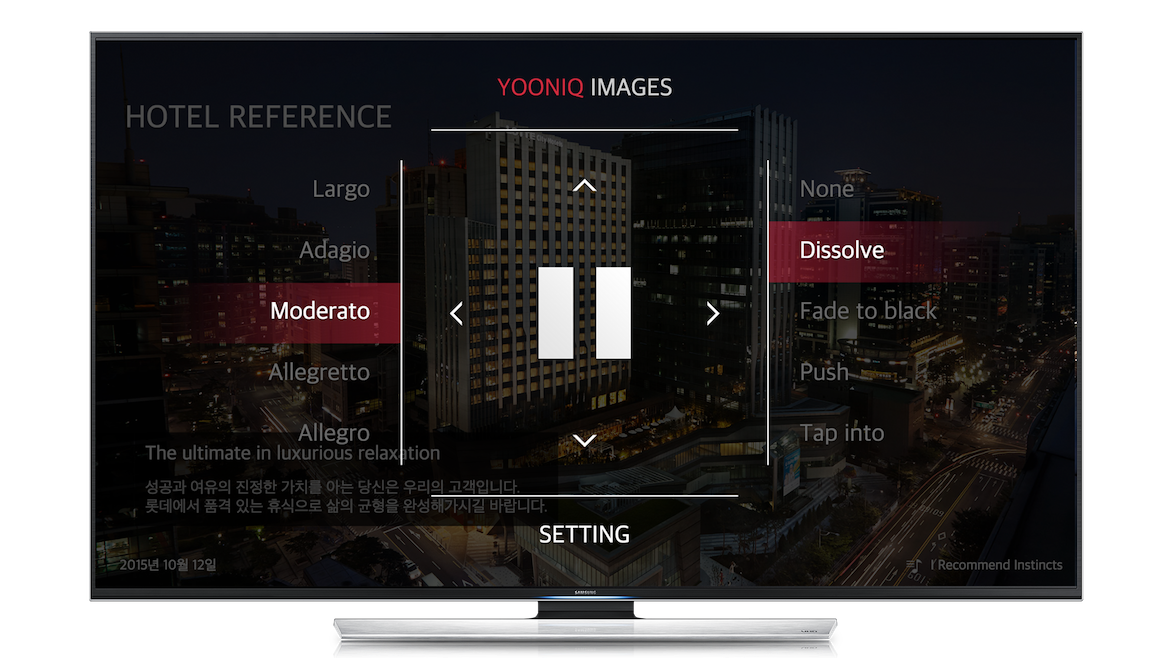 YOONIQ IMAGES
HOTEL REFERENCE
Largo
Adagio
Moderato
Allegretto
Allegro
None
Dissolve
Fade to black
Push
Tap into
The ultimate in luxurious relaxation
성공과 여유의 진정한 가치를 아는 당신은 우리의 고객입니다.
롯데에서 품격 있는 휴식으로 삶의 균형을 완성해가시길 바랍니다.
SETTING
2015년 10월 12일
I'Recommend Instincts
SAMSUNG